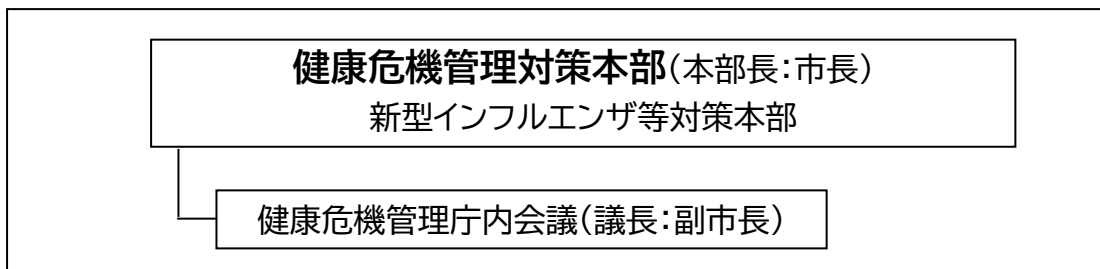 健康危機管理対策本部(本部長:市長)
新型インフルエンザ等対策本部
健康危機管理庁内会議(議長:副市長)